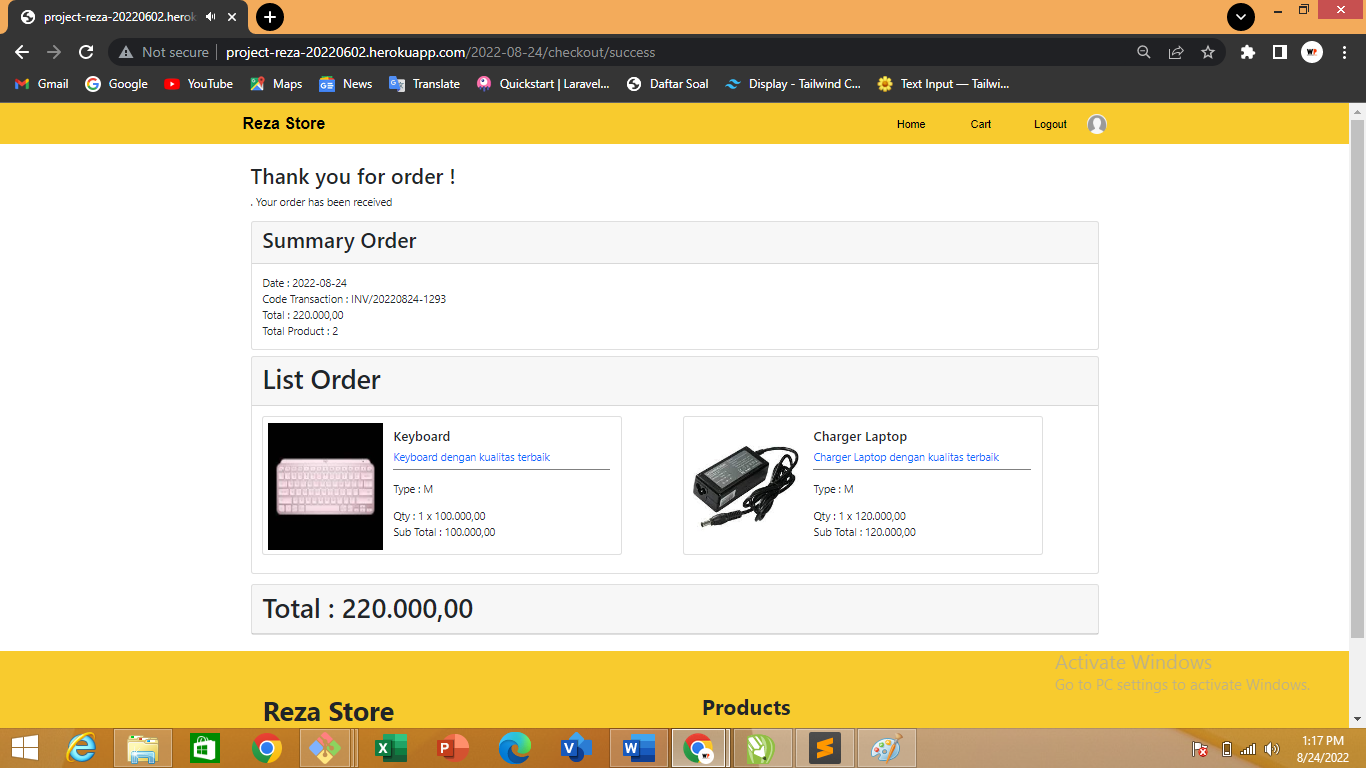 project-reza-20220602.herok
Not secure
project-reza-20220602.herokuapp.com/2022-08-24/checkout/success
Gmail
Google
YouTube
Maps
News
Translate
Quickstart | Laravel...
Daftar Soal
Display - Tailwind C...
Text Input — Tailwi...
Reza Store
Home
Cart
Logout
Thank you for order !
. Your order has been received
Summary Order
Date : 2022-08-24
Code Transaction : INV/20220824-1293
Total : 220.000,00
Total Product : 2
List Order
Keyboard
Keyboard dengan kualitas terbaik
Type : M
Qty : 1 x 100.000,00
Sub Total : 100.000,00
Charger Laptop
Charger Laptop dengan kualitas terbaik
Type : M
Qty : 1 x 120.000,00
Sub Total : 120.000,00
Total : 220.000,00
Activate Windows
Go to PC settings to activate Windows.
Reza Store
Products
1:17 PM
8/24/2022